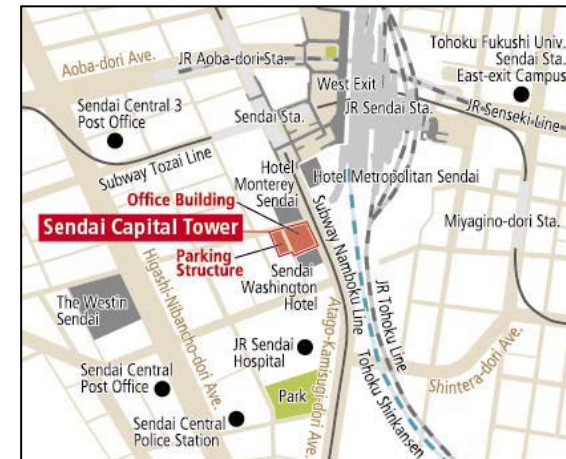 Aoba-dori Ave.
JR Aoba-dori Sta.
West Exit
Tohoku Fukushi Univ.
Sendai Sta.
East-exit Campus
Sendai Central 3
Post Office
Sendai Sta.
JR Sendai Sta.
JR Senseki Line
Subway Tozai Line
Hotel
Monterey
Sendai
Hotel Metropolitan Sendai
Office Building
Sendai Capital Tower
Parking
Structure
Subway Namboku Line
Miyagino-dori Sta.
Higashi-Nibancho-dori Ave.
Sendai
Washington
Hotel
The Westin
Sendai
Atago-Kamisugi-dori Ave.
JR Tohoku Line
JR Sendai
Hospital
Shintera-dori Ave.
Sendai Central
Post Office
Park
Tohoku Shinkansen
Sendai Central
Police Station